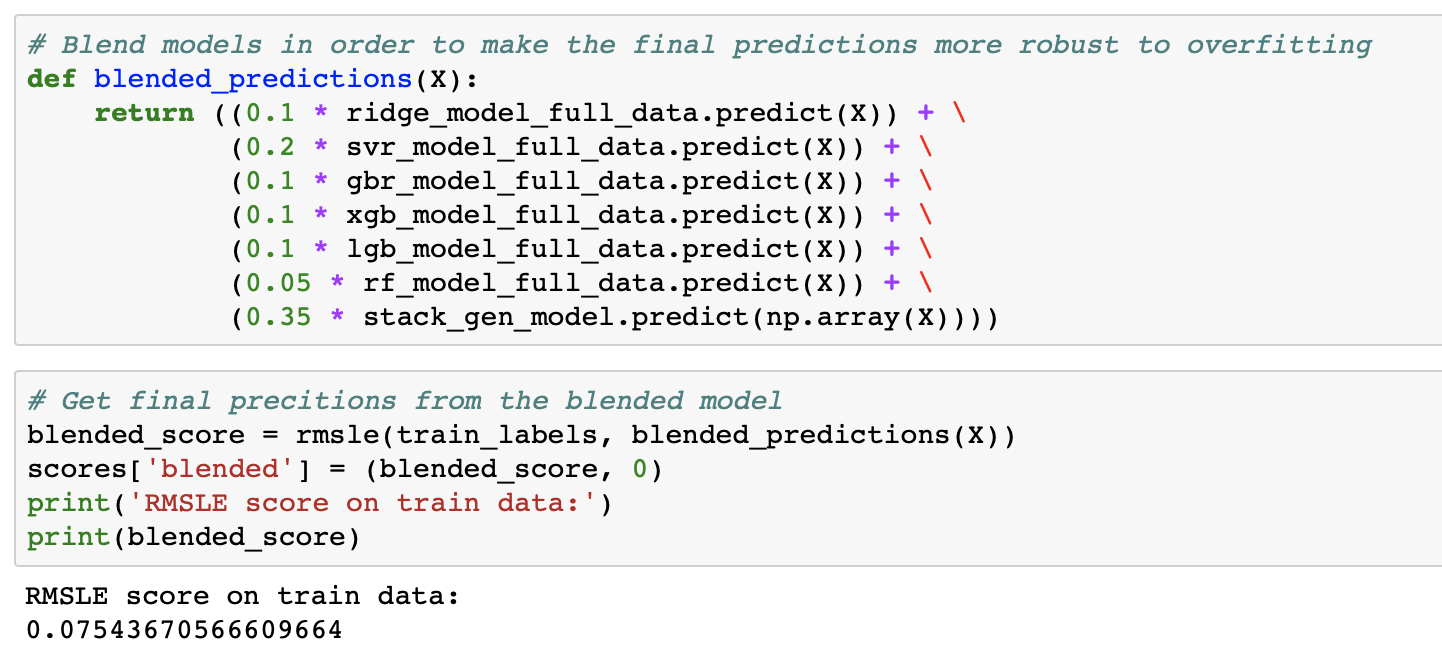 # Blend models in order to make the final predictions more robust to overfitting
def blended_predictions(X):
    return ((0.1 * ridge_model_full_data.predict(X)) + \
            (0.2 * svr_model_full_data.predict(X)) + \
            (0.1 * gbr_model_full_data.predict(X)) + \
            (0.1 * xgb_model_full_data.predict(X)) + \
            (0.1 * lgb_model_full_data.predict(X)) + \
            (0.05 * rf_model_full_data.predict(X)) + \
            (0.35 * stack_gen_model.predict(np.array(X))))
# Get final precitions from the blended model
blended_score = rmsle(train_labels, blended_predictions(X))
scores['blended'] = (blended_score, 0)
print('RMSLE score on train data:')
print(blended_score)
RMSLE score on train data:
0.07543670566609664